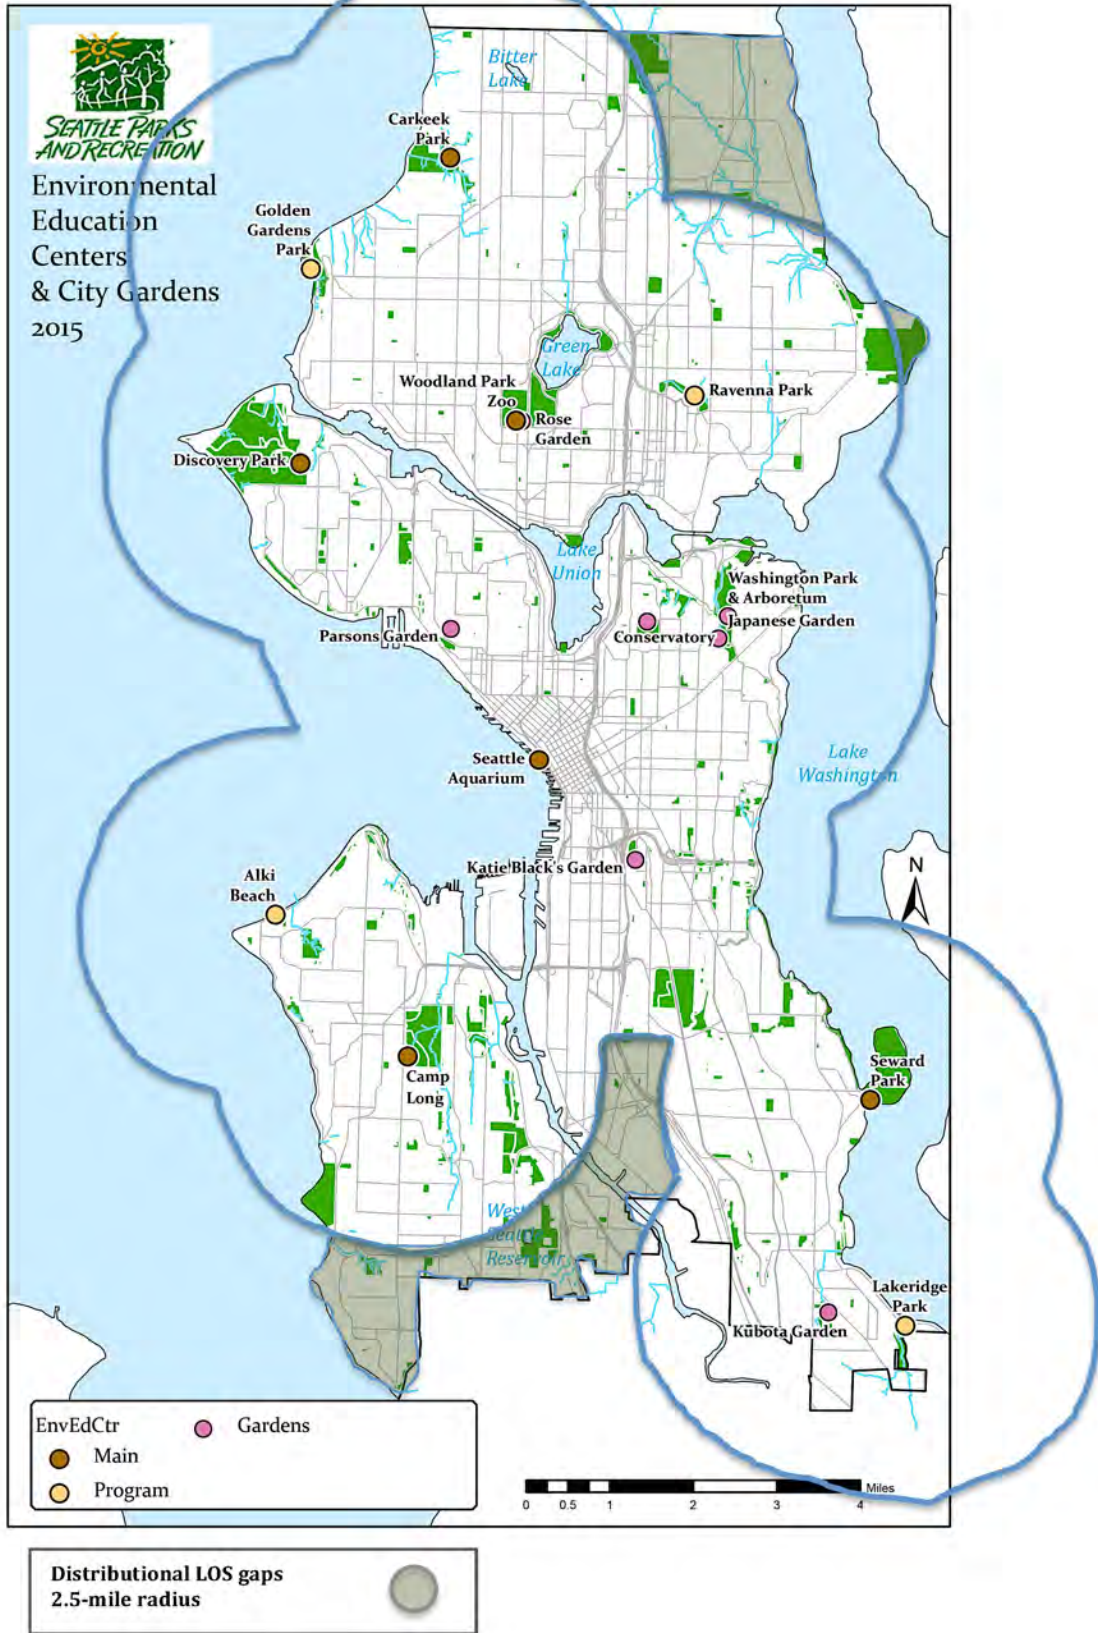 SEATTLE PARKS
AND RECREATION
Environmental
Education
Centers
& City Gardens
2015
Bitter
Lake
Carkeek
Park
Golden
Gardens
Park
Green
Lake
Woodland Park
Zoo
Rose
Garden
Ravenna Park
Discovery Park
Lake
Union
Washington Park
& Arboretum
Japanese Garden
Parsons Garden
Conservatory
Seattle
Aquarium
Lake
Washington
Katie Black's Garden
N
Alki
Beach
Seward
Park
Camp
Long
West
Seattle
Reservoir
Lakeridge
Park
Kubota Garden
EnvEdCtr
Gardens
Main
Program
Miles
0 0.5 1 2 3 4
Distributional LOS gaps
2.5-mile radius